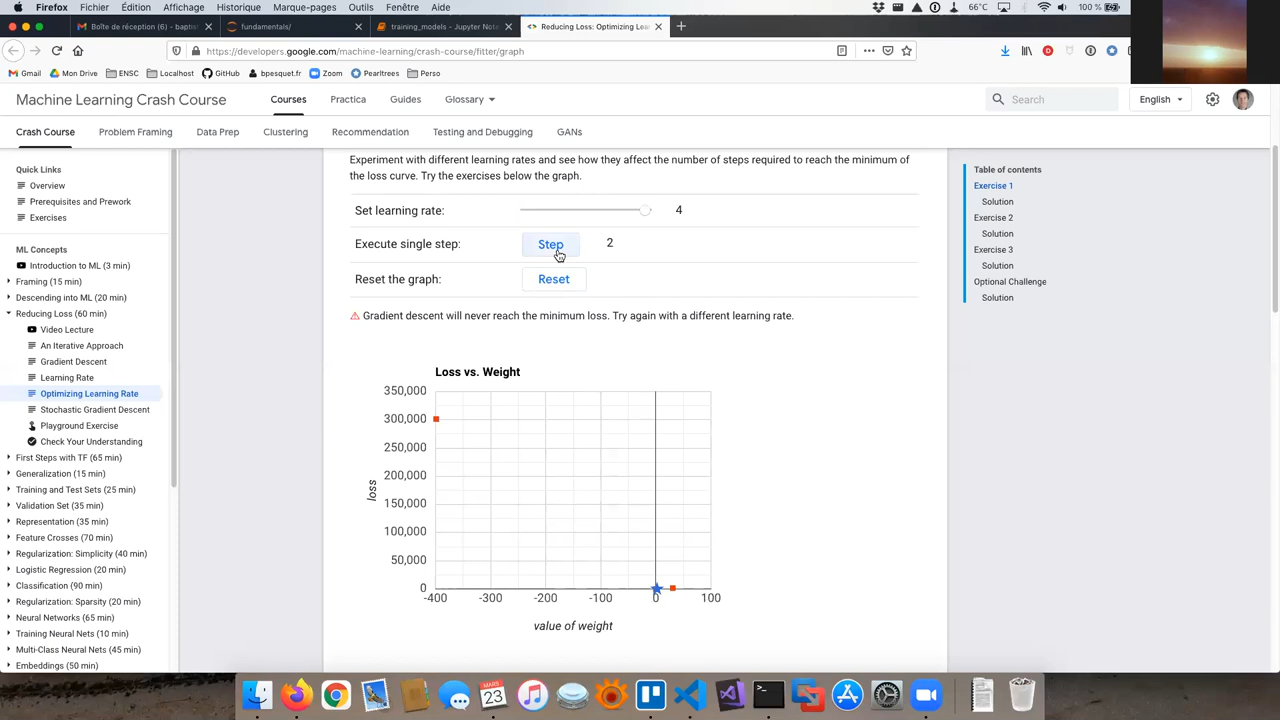 Firefox Fichier Édition Affichage Historique Marque-pages Outils Fenêtre Aide 66°C 100 %
Boîte de réception (6) - baptis fundamentals/ training_models - Jupyter Note Reducing Loss: Optimizing Lea
https://developers.google.com/machine-learning/crash-course/fitter/graph
Gmail Mon Drive ENSC Localhost GitHub bpesquet.fr Zoom Pearltrees Perso
Machine Learning Crash Course Courses Practica Guides Glossary Search English
Crash Course Problem Framing Data Prep Clustering Recommendation Testing and Debugging GANs
Quick Links
Overview
Prerequisites and Prework
Exercises
ML Concepts
Introduction to ML (3 min)
Framing (15 min)
Descending into ML (20 min)
Reducing Loss (60 min)
Video Lecture
An Iterative Approach
Gradient Descent
Learning Rate
Optimizing Learning Rate
Stochastic Gradient Descent
Playground Exercise
Check Your Understanding
First Steps with TF (65 min)
Generalization (15 min)
Training and Test Sets (25 min)
Validation Set (35 min)
Representation (35 min)
Feature Crosses (70 min)
Regularization: Simplicity (40 min)
Logistic Regression (20 min)
Classification (90 min)
Regularization: Sparsity (20 min)
Neural Networks (65 min)
Training Neural Nets (10 min)
Multi-Class Neural Nets (45 min)
Embeddings (50 min)
Experiment with different learning rates and see how they affect the number of steps required to reach the minimum of
the loss curve. Try the exercises below the graph.
Set learning rate: 4
Execute single step: Step 2
Reset the graph: Reset
Gradient descent will never reach the minimum loss. Try again with a different learning rate.
Loss vs. Weight
350,000
300,000
250,000
200,000
150,000
100,000
50,000
0
loss
-400 -300 -200 -100 0 100
value of weight
Table of contents
Exercise 1
Solution
Exercise 2
Solution
Exercise 3
Solution
Optional Challenge
Solution
MARS
23